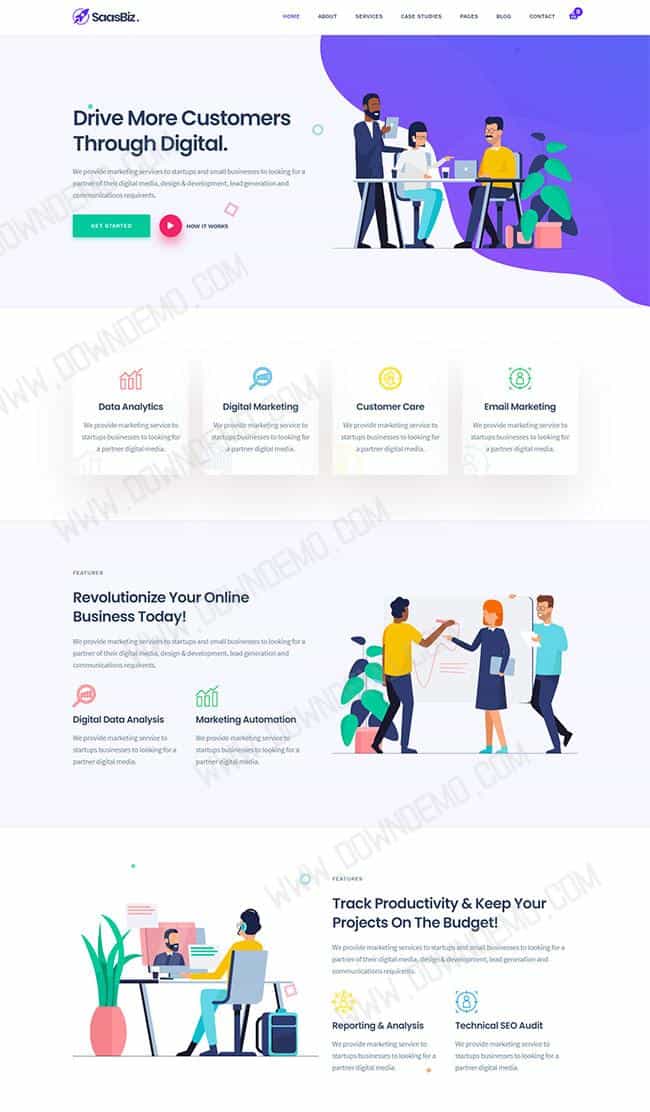 SaasBiz.
HOME ABOUT SERVICES CASE STUDIES PAGES BLOG CONTACT 0
Drive More Customers
Through Digital.
We provide marketing services to startups and small businesses to looking for a
partner of their digital media, design & development, lead generation and
communications requirents.
GET STARTED HOW IT WORKS
Data Analytics
We provide marketing service to
startups businesses to looking for
a partner digital media.
Digital Marketing
We provide marketing service to
startups businesses to looking for
a partner digital media.
Customer Care
We provide marketing service to
startups businesses to looking for
a partner digital media.
Email Marketing
We provide marketing service to
startups businesses to looking for
a partner digital media.
FEATURES
Revolutionize Your Online
Business Today!
We provide marketing services to startups and small businesses to looking for a
partner of their digital media, design & development, lead generation and
communications requirents.
Digital Data Analysis
We provide marketing service to
startups businesses to looking for a
partner digital media.
Marketing Automation
We provide marketing service to
startups businesses to looking for a
partner digital media.
FEATURES
Track Productivity & Keep Your
Projects On The Budget!
We provide marketing services to startups and small businesses to looking for a
partner of their digital media, design & development, lead generation and
communications requirents.
Reporting & Analysis
We provide marketing service to
startups businesses to looking for a
partner digital media.
Technical SEO Audit
We provide marketing service to
startups businesses to looking for a
partner digital media.
WWW.DOWNDEMO.COM
WWW.DOWNDEMO.COM
WWW.DOWNDEMO.COM
WWW.DOWNDEMO.COM
WWW.DOWNDEMO.COM